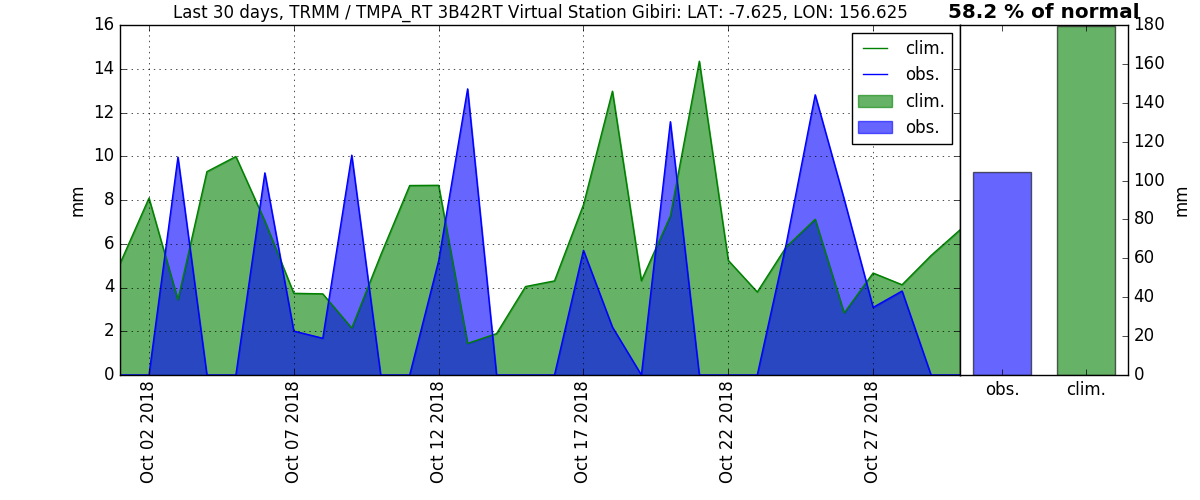 Last 30 days, TRMM / TMPA_RT 3B42RT Virtual Station Gibiri: LAT: -7.625, LON: 156.625
58.2 % of normal
mm
16
14
12
10
8
6
4
2
0
clim.
obs.
clim.
obs.
Oct 02 2018
Oct 07 2018
Oct 12 2018
Oct 17 2018
Oct 22 2018
Oct 27 2018
180
160
140
120
100
80
60
40
20
0
mm
obs.
clim.